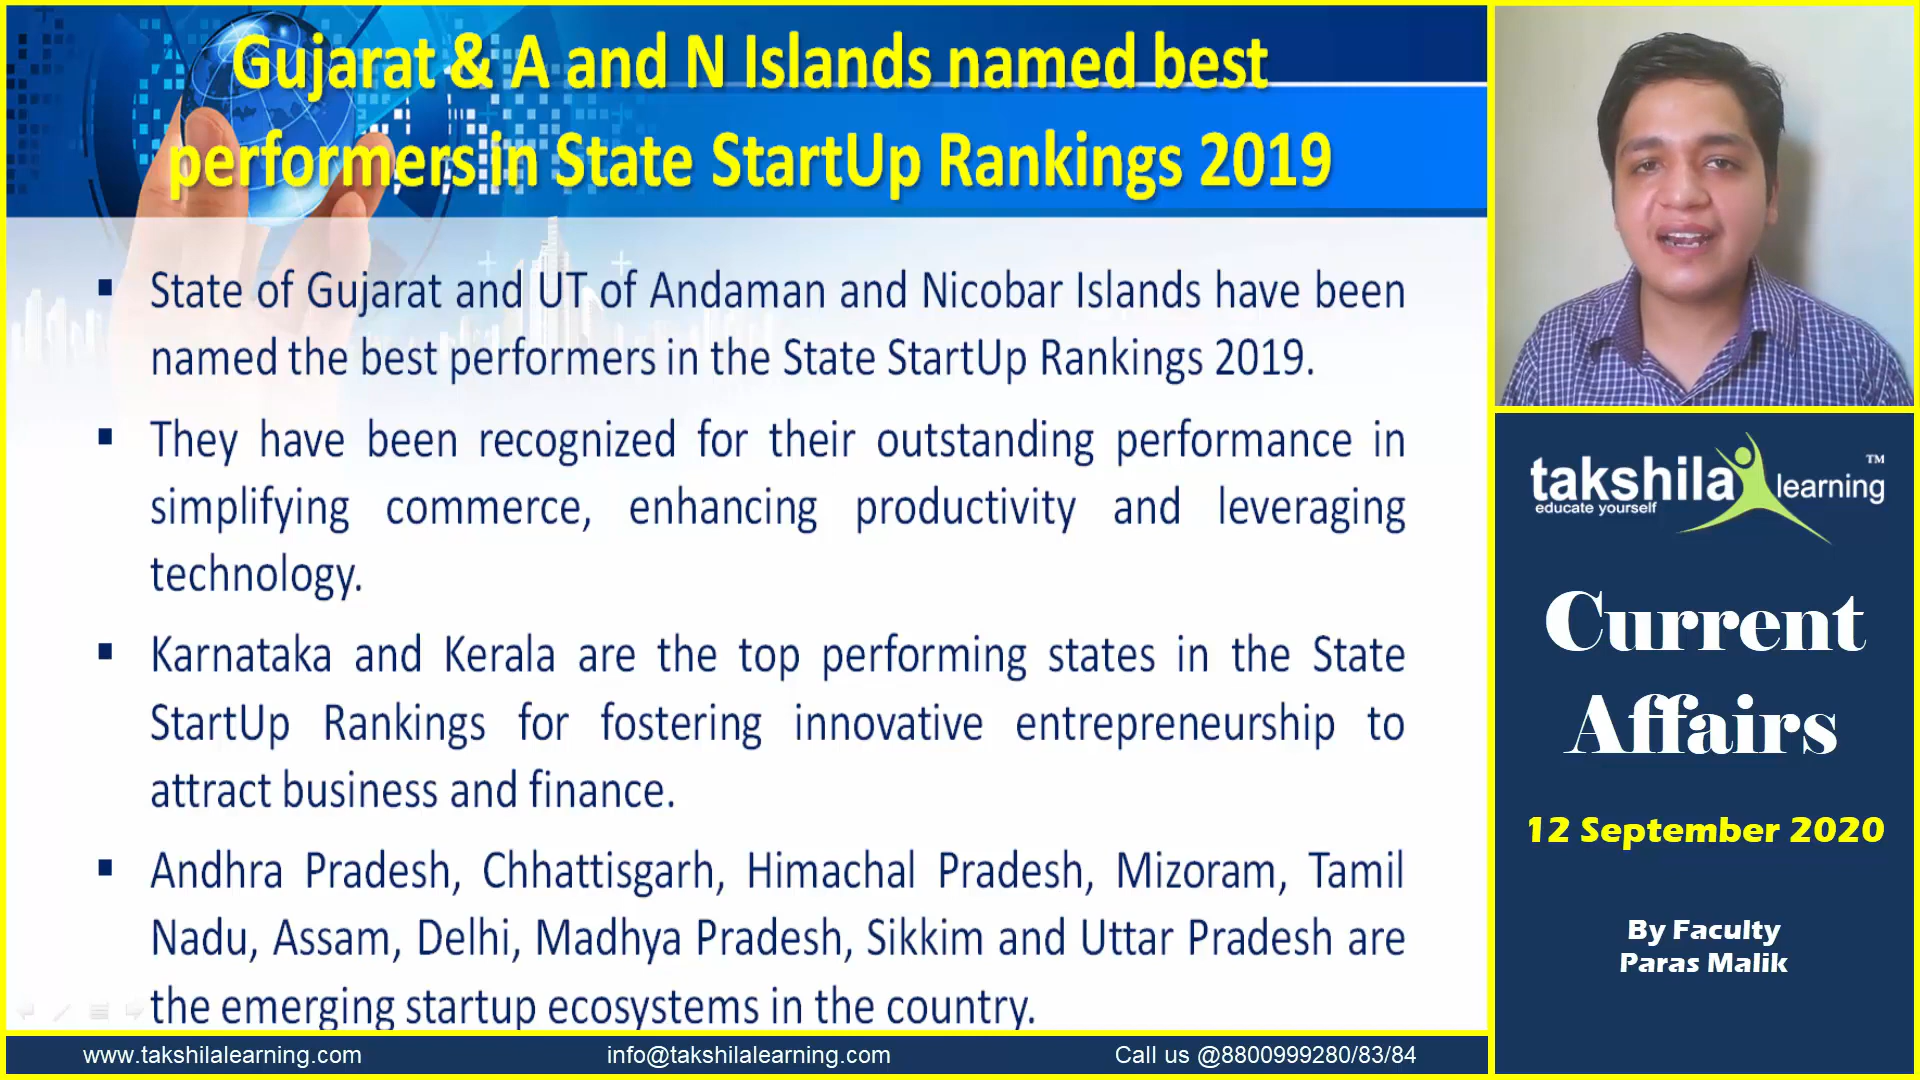 Gujarat & A and N Islands named best
performers in State StartUp Rankings 2019
▪ State of Gujarat and UT of Andaman and Nicobar Islands have been
named the best performers in the State StartUp Rankings 2019.
▪ They have been recognized for their outstanding performance in
simplifying commerce, enhancing productivity and leveraging
technology.
▪ Karnataka and Kerala are the top performing states in the State
StartUp Rankings for fostering innovative entrepreneurship to
attract business and finance.
▪ Andhra Pradesh, Chhattisgarh, Himachal Pradesh, Mizoram, Tamil
Nadu, Assam, Delhi, Madhya Pradesh, Sikkim and Uttar Pradesh are
the emerging startup ecosystems in the country.
www.takshilalearning.com info@takshilalearning.com Call us @8800999280/83/84
takshila learning ™
educate yourself
Current
Affairs
12 September 2020
By Faculty
Paras Malik